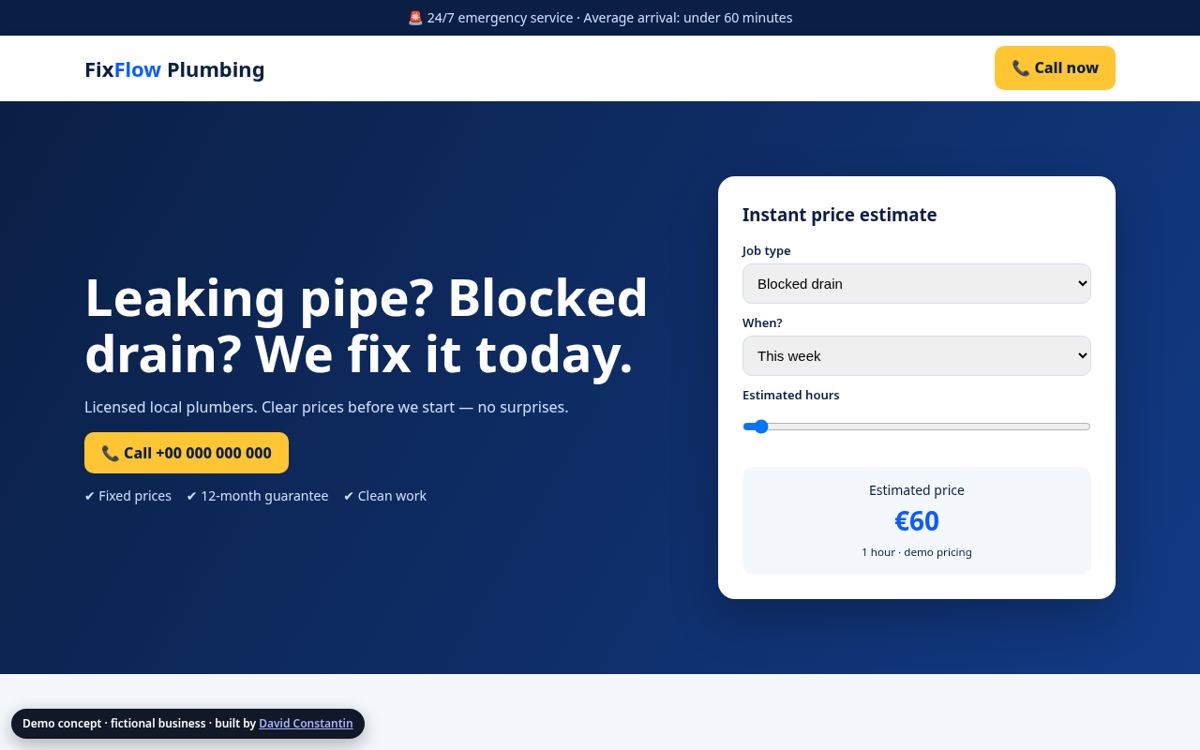 🚨 24/7 emergency service · Average arrival: under 60 minutes
FixFlow Plumbing
📞 Call now
Leaking pipe? Blocked
drain? We fix it today.
Licensed local plumbers. Clear prices before we start — no surprises.
📞 Call +00 000 000 000
✔ Fixed prices ✔ 12-month guarantee ✔ Clean work
Instant price estimate
Job type
Blocked drain
When?
This week
Estimated hours
Estimated price
€60
1 hour · demo pricing
Demo concept · fictional business · built by David Constantin